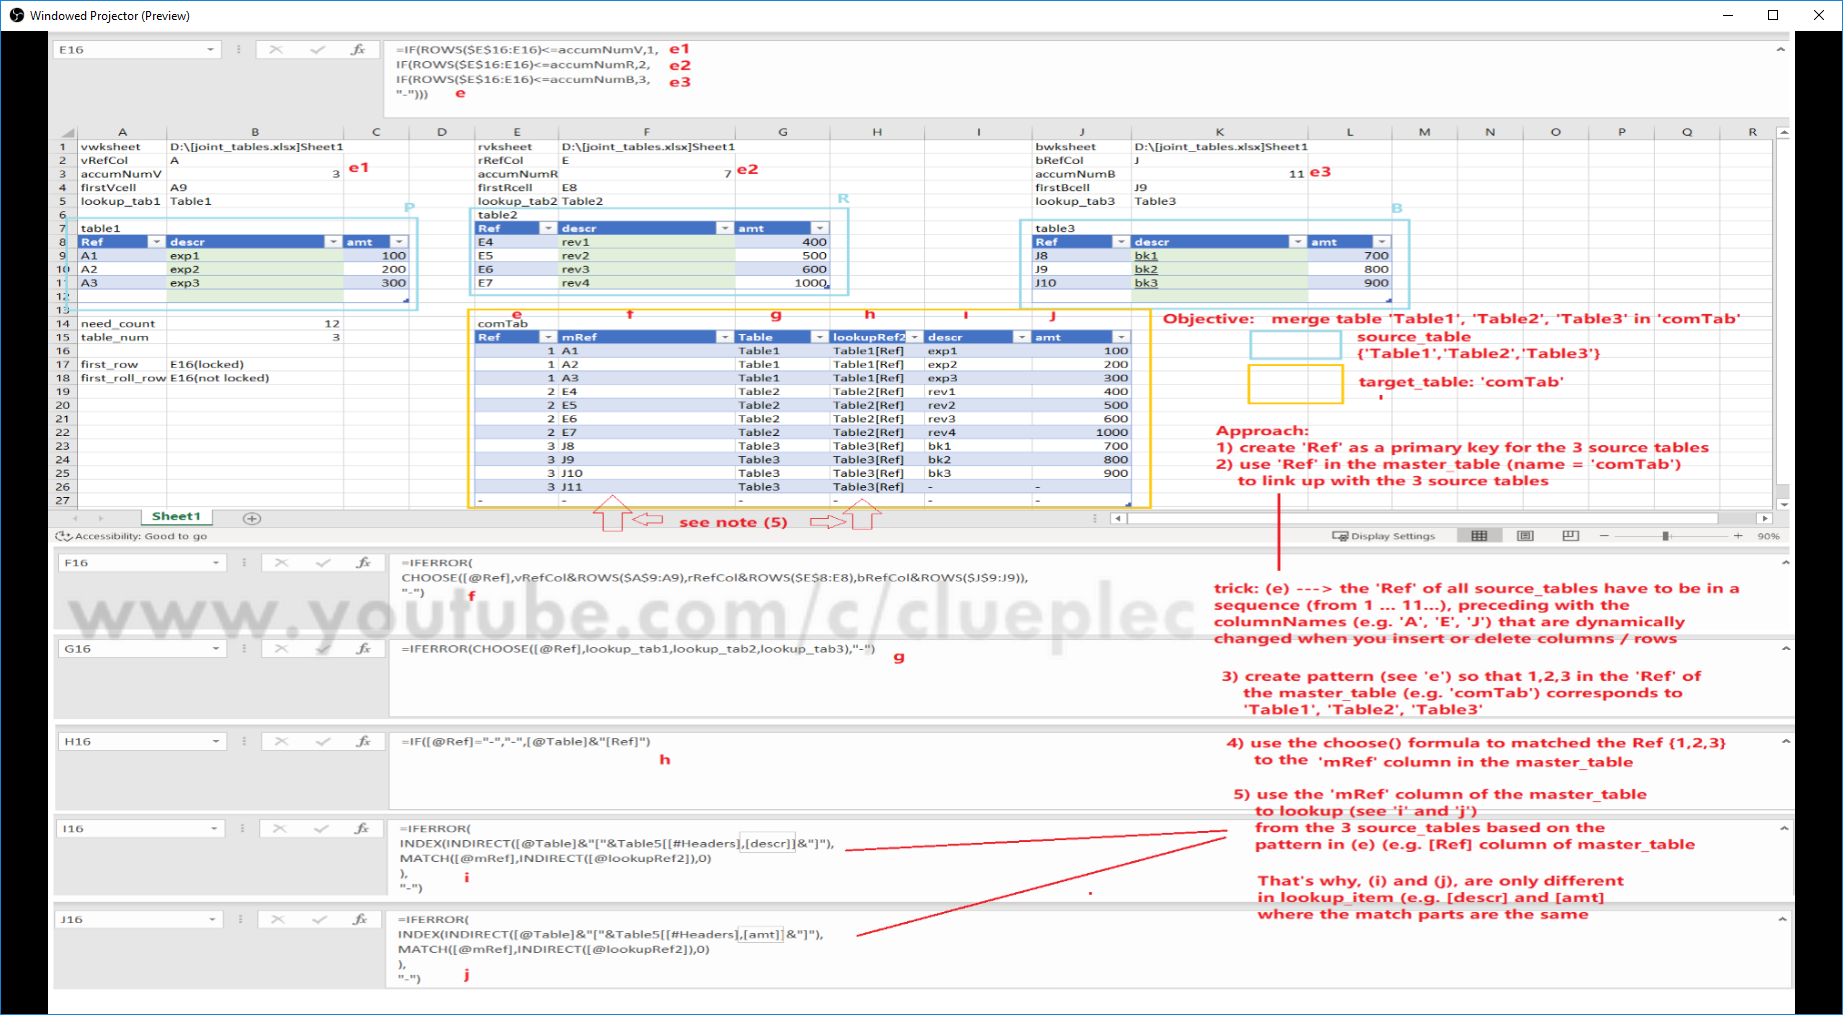 Windowed Projector (Preview)
E16
=IF(ROWS($E$16:E16)<=accumNumV,1, e1
IF(ROWS($E$16:E16)<=accumNumR,2, e2
IF(ROWS($E$16:E16)<=accumNumB,3, e3
"-"))) e
A B C D E F G H I J K L M N O P Q R
1 vwksheet D:\[joint_tables.xlsx]Sheet1 rvksheet D:\[joint_tables.xlsx]Sheet1 bwksheet D:\[joint_tables.xlsx]Sheet1
2 vRefCol A rRefCol E bRefCol J
3 accumNumV 3 e1 accumNumR 7 e2 accumNumB 11 e3
4 firstVcell A9 firstRcell E8 firstBcell J9
5 lookup_tab1 Table1 lookup_tab2 Table2 lookup_tab3 Table3
P R B
6 table2
7 table1 Ref descr amt table3
8 Ref descr amt E4 rev1 400 Ref descr amt
9 A1 exp1 100 E5 rev2 500 J8 bk1 700
10 A2 exp2 200 E6 rev3 600 J9 bk2 800
11 A3 exp3 300 E7 rev4 1000 J10 bk3 900
12
13 e f g h i j
14 need_count 12 comTab
15 table_num 3 Ref mRef Table lookupRef2 descr amt
16 1 A1 Table1 Table1[Ref] exp1 100
17 first_row E16(locked) 1 A2 Table1 Table1[Ref] exp2 200
18 first_roll_row E16(not locked) 1 A3 Table1 Table1[Ref] exp3 300
19 2 E4 Table2 Table2[Ref] rev1 400
20 2 E5 Table2 Table2[Ref] rev2 500
21 2 E6 Table2 Table2[Ref] rev3 600
22 2 E7 Table2 Table2[Ref] rev4 1000
23 3 J8 Table3 Table3[Ref] bk1 700
24 3 J9 Table3 Table3[Ref] bk2 800
25 3 J10 Table3 Table3[Ref] bk3 900
26 3 J11 Table3 Table3[Ref] - -
27 - - - - - -
Objective: merge table 'Table1', 'Table2', 'Table3' in 'comTab'
source_table
{'Table1','Table2','Table3'}
target_table: 'comTab'
Approach:
1) create 'Ref' as a primary key for the 3 source tables
2) use 'Ref' in the master_table (name = 'comTab')
to link up with the 3 source tables
Sheet1
see note (5)
Accessibility: Good to go
Display Settings
90%
F16
=IFERROR(
CHOOSE([@Ref],vRefCol&ROWS($A$9:A9),rRefCol&ROWS($E$8:E8),bRefCol&ROWS($J$9:J9)),
"-") f
www.youtube.com/c/clueplec
trick: (e) ---> the 'Ref' of all source_tables have to be in a
sequence (from 1 ... 11...), preceding with the
columnNames (e.g. 'A', 'E', 'J') that are dynamically
changed when you insert or delete columns / rows
G16
=IFERROR(CHOOSE([@Ref],lookup_tab1,lookup_tab2,lookup_tab3),"-") g
3) create pattern (see 'e') so that 1,2,3 in the 'Ref' of
the master_table (e.g. 'comTab') corresponds to
'Table1', 'Table2', 'Table3'
H16
=IF([@Ref]="-","-",[@Table]&"[Ref]")
h
4) use the choose() formula to matched the Ref {1,2,3}
to the 'mRef' column in the master_table
5) use the 'mRef' column of the master_table
to lookup (see 'i' and 'j')
from the 3 source_tables based on the
pattern in (e) (e.g. [Ref] column of master_table
I16
=IFERROR(
INDEX(INDIRECT([@Table]&"["&Table5[[#Headers],[descr]]&"]"),
MATCH([@mRef],INDIRECT([@lookupRef2]),0)
),
"-") i
That's why, (i) and (j), are only different
in lookup_item (e.g. [descr] and [amt]
where the match parts are the same
J16
=IFERROR(
INDEX(INDIRECT([@Table]&"["&Table5[[#Headers],[amt]]&"]"),
MATCH([@mRef],INDIRECT([@lookupRef2]),0)
),
"-") j